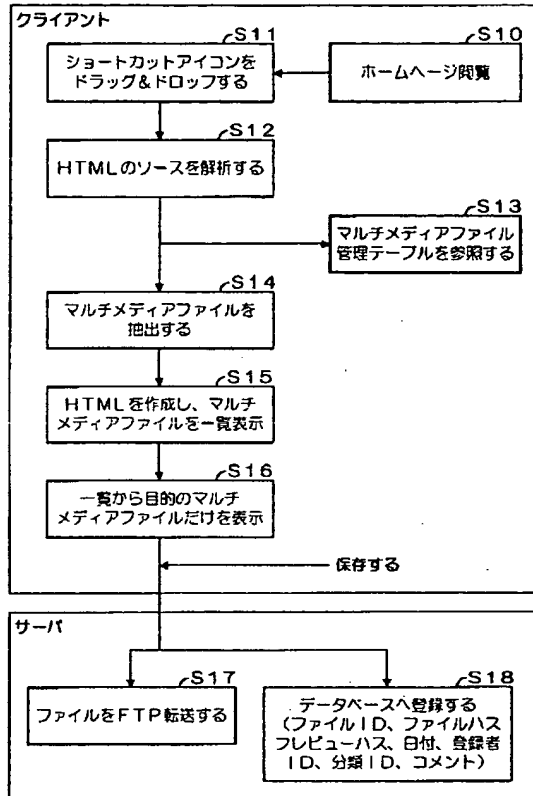 クライアント
S11
ショートカットアイコンを
ドラッグ&ドロップする
S10
ホームページ閲覧
S12
HTMLのソースを解析する
S13
マルチメディアファイル
管理テーブルを参照する
S14
マルチメディアファイルを
抽出する
S15
HTMLを作成し、マルチ
メディアファイルを一覧表示
S16
一覧から目的のマルチ
メディアファイルだけを表示
保存する
サーバ
S17
ファイルをFTP転送する
S18
データベースへ登録する
(ファイルID、ファイルパス
プレビューパス、日付、登録者
ID、分類ID、コメント)